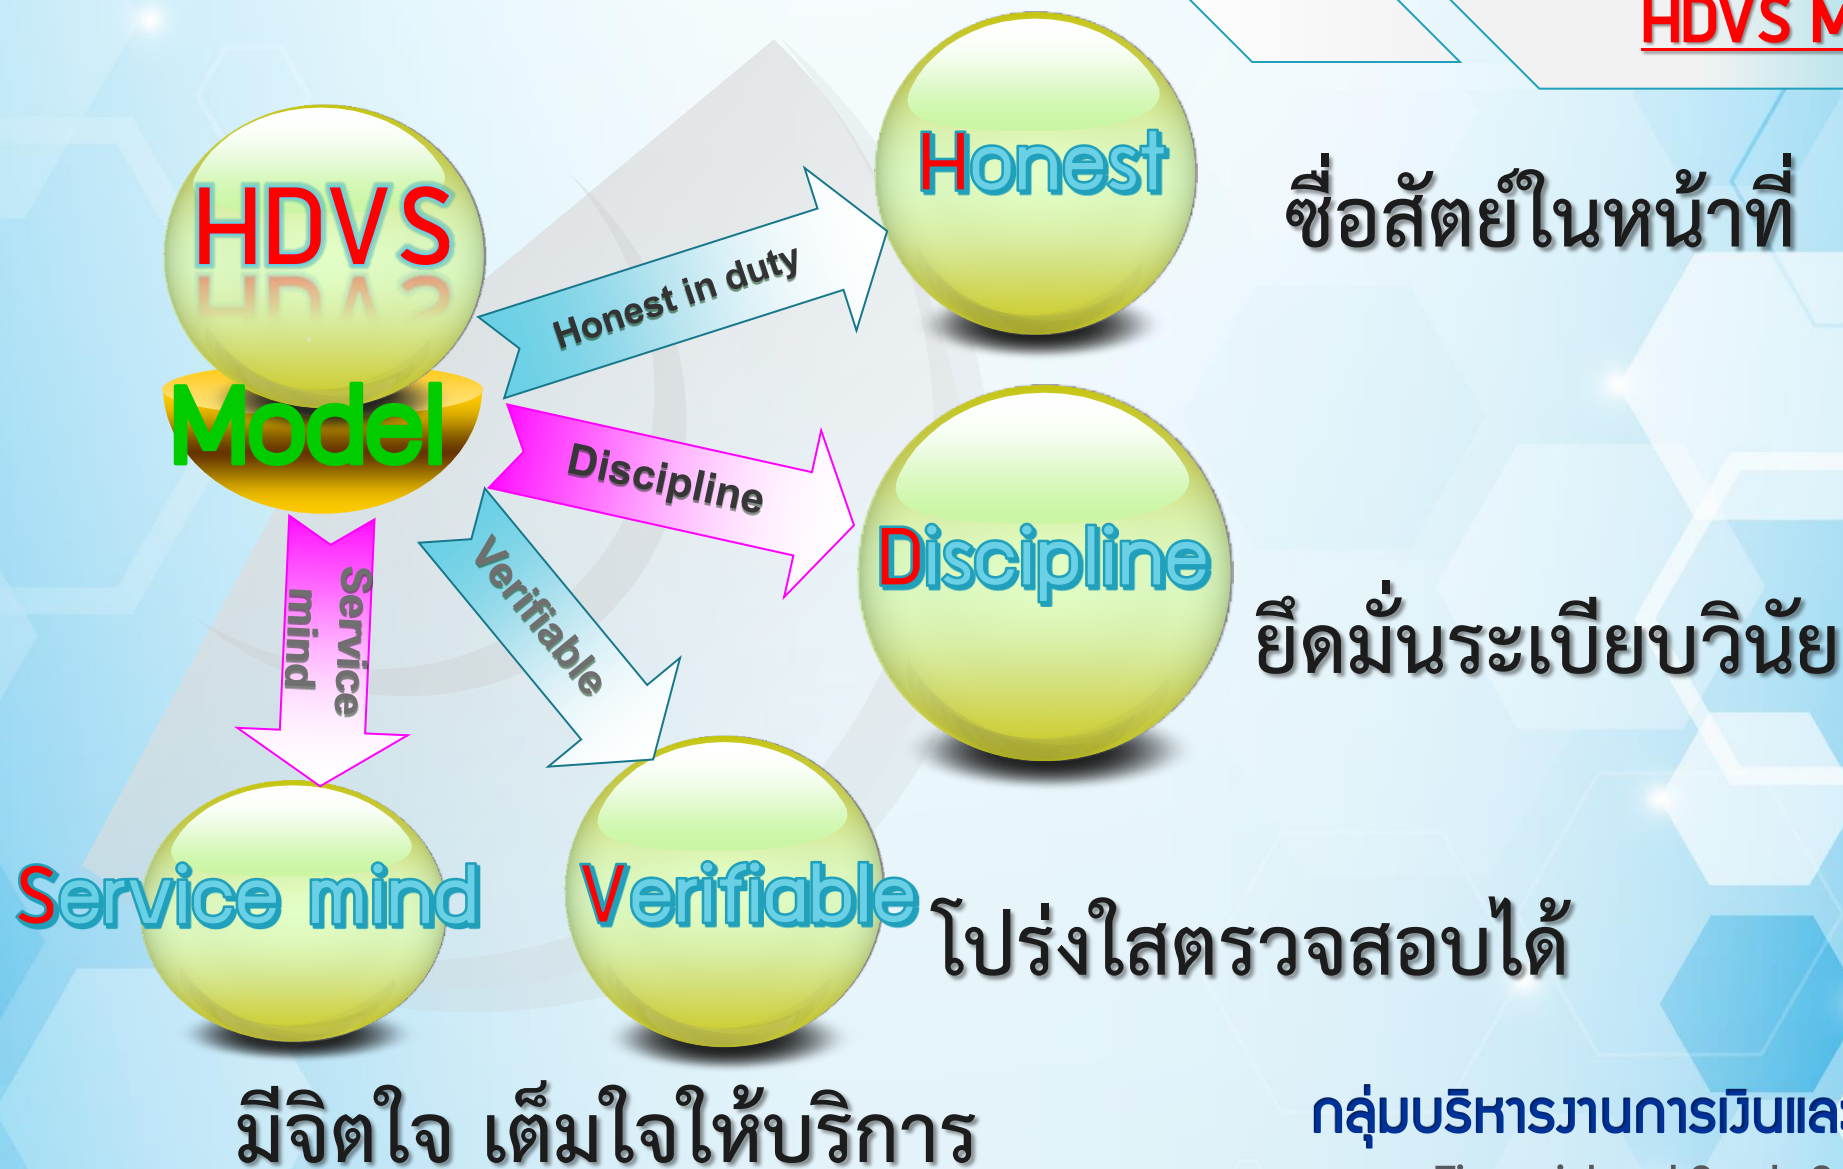 HDVS M
HDVS
Model
Honest in duty
Honest
ซื่อสัตย์ในหน้าที่
Discipline
Discipline
ยึดมั่นระเบียบวินัย
Verifiable
Verifiable
โปร่งใสตรวจสอบได้
Service
mind
Service mind
มีจิตใจ เต็มใจให้บริการ
กลุ่มบริหารงานการเงินและ